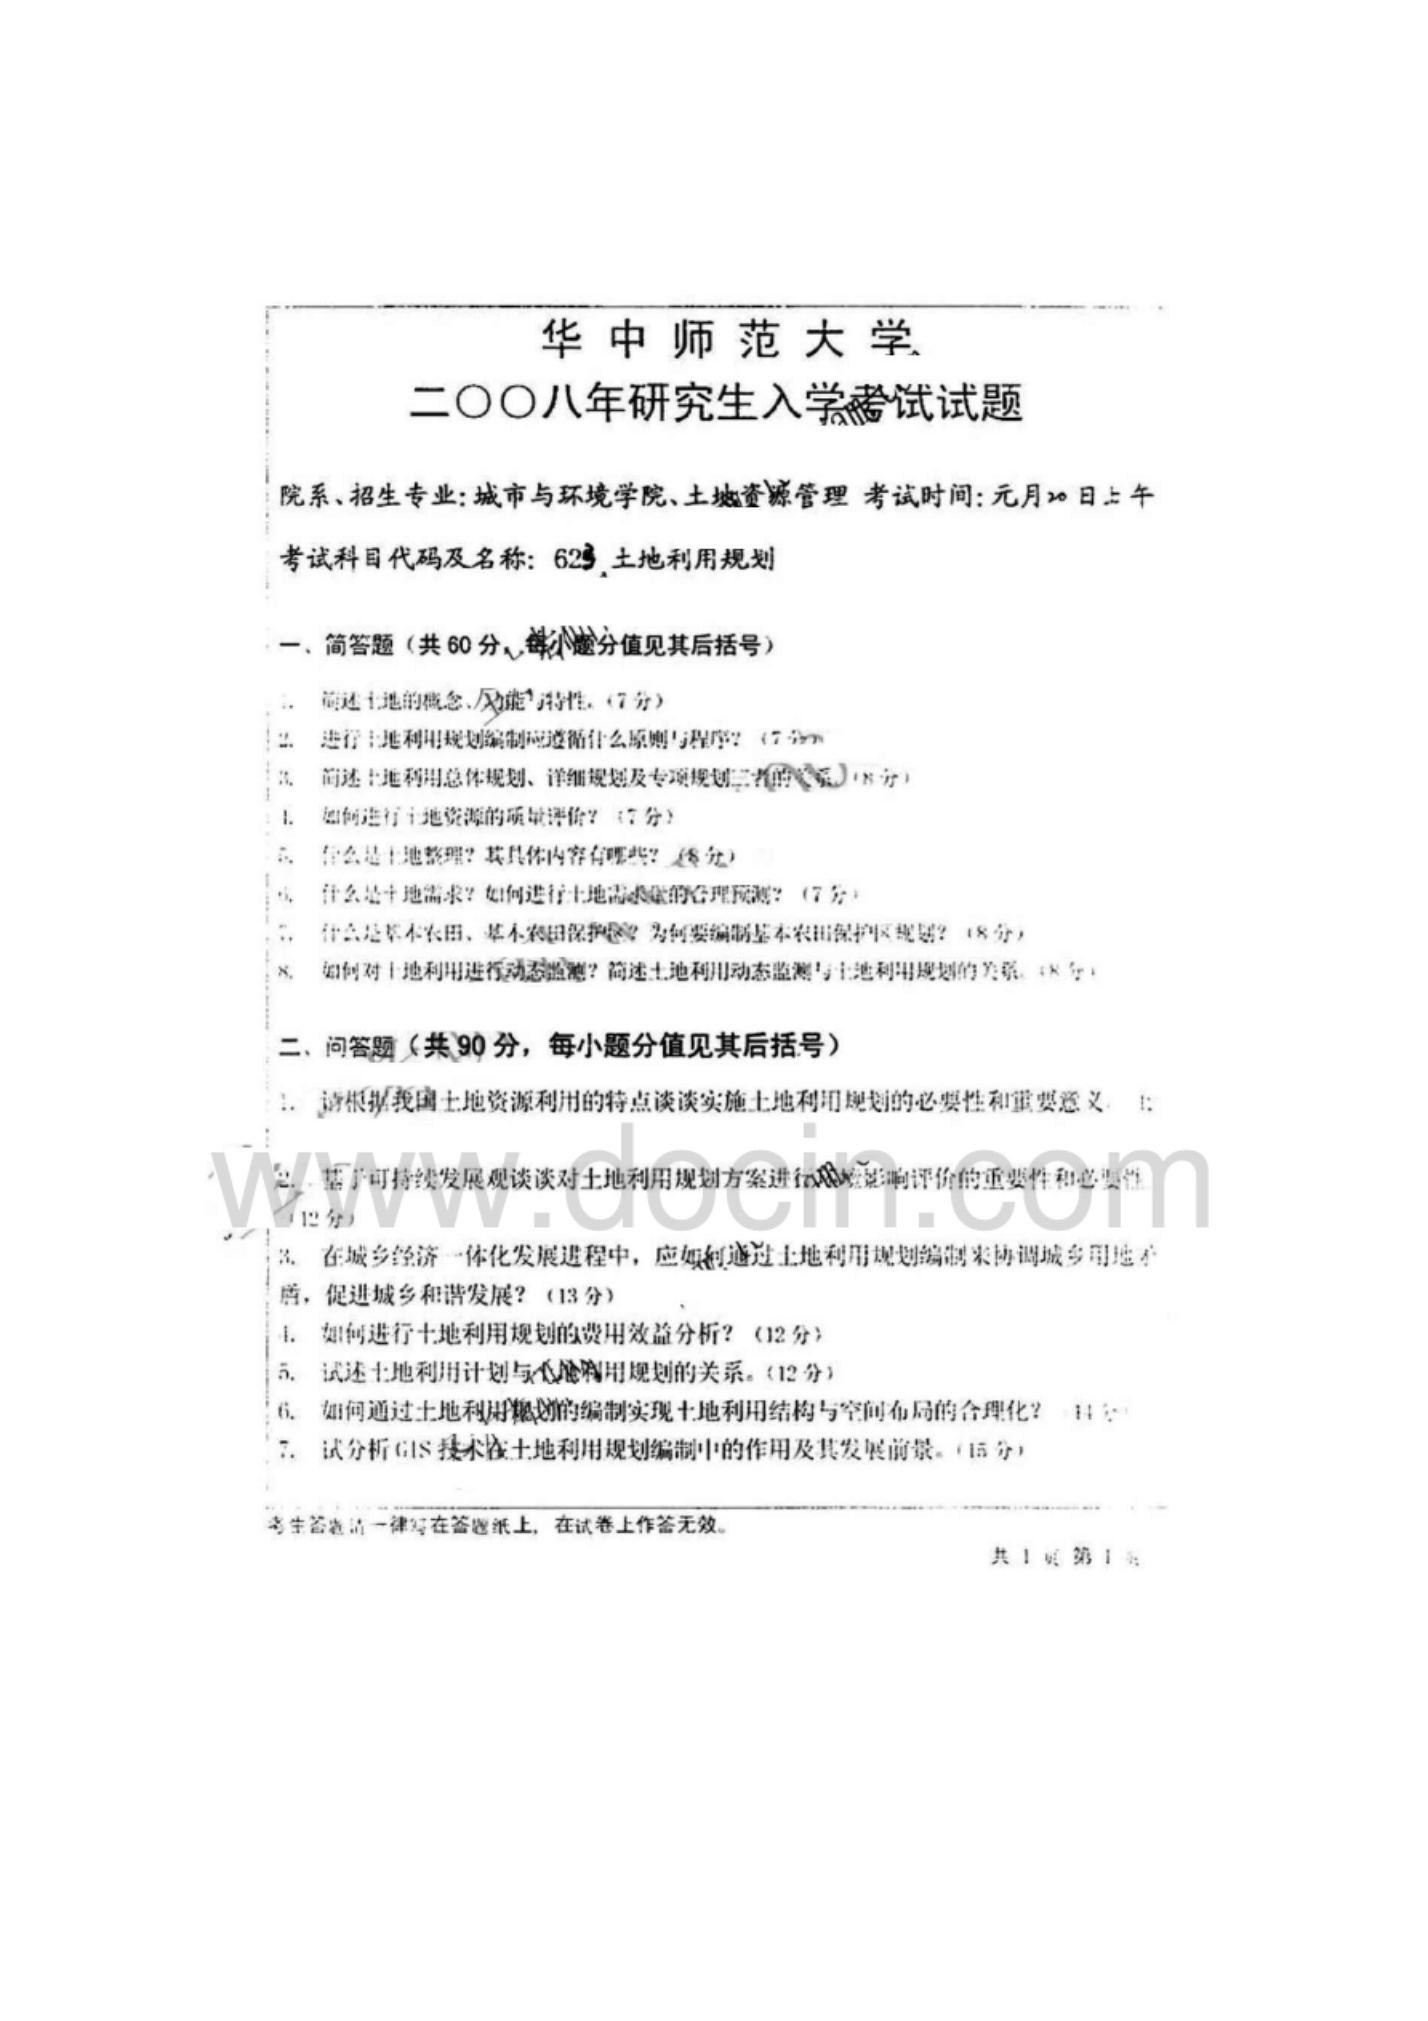 华中师范大学
二〇〇八年研究生入学考试试题
院系、招生专业: 城市与环境学院、土地资源管理 考试时间: 元月20日上午
考试科目代码及名称: 623 土地利用规划
一、简答题（共 60 分，每小题分值见其后括号）
1. 简述土地的概念、功能与特性。（7 分）
2. 进行土地利用规划编制应遵循什么原则与程序？（7 分）
3. 简述土地利用总体规划、详细规划及专项规划三者的关系。（8 分）
4. 如何进行土地资源的质量评价？（7 分）
5. 什么是土地整理？其具体内容有哪些？（8 分）
6. 什么是土地需求？如何进行土地需求量的合理预测？（7 分）
7. 什么是基本农田、基本农田保护区？为何要编制基本农田保护区规划？（8 分）
8. 如何对土地利用进行动态监测？简述土地利用动态监测与土地利用规划的关系。（8 分）
二、问答题（共 90 分，每小题分值见其后括号）
1. 请根据我国土地资源利用的特点谈谈实施土地利用规划的必要性和重要意义。
2. 基于可持续发展观谈谈对土地利用规划方案进行影响评价的重要性和必要性
（12 分）
3. 在城乡经济一体化发展进程中，应如何通过土地利用规划编制来协调城乡用地矛
盾，促进城乡和谐发展？（13 分）
4. 如何进行土地利用规划的费用效益分析？（12 分）
5. 试述土地利用计划与土地利用规划的关系。（12 分）
6. 如何通过土地利用规划的编制实现土地利用结构与空间布局的合理化？（14 分）
7. 试分析 GIS 技术在土地利用规划编制中的作用及其发展前景。（15 分）
考生答题请一律写在答题纸上，在试卷上作答无效。
共 1 页 第 1 页
www.docin.com